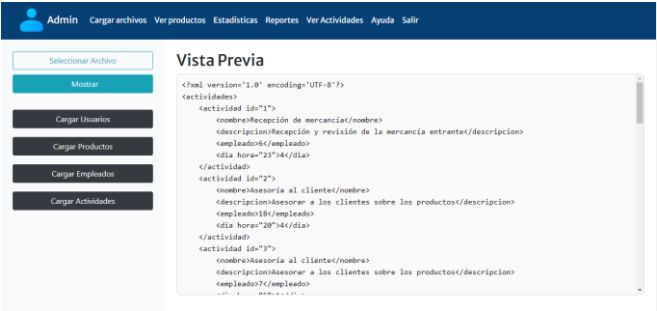 Admin Cargar archivos Ver productos Estadísticas Reportes Ver Actividades Ayuda Salir
Seleccionar Archivo
Mostrar
Cargar Usuarios
Cargar Productos
Cargar Empleados
Cargar Actividades
Vista Previa
<?xml version='1.0' encoding='UTF-8'?>
<actividades>
<actividad id="1">
<nombre>Recepción de mercancía</nombre>
<descripcion>Recepción y revisión de la mercancía entrante</descripcion>
<empleado>6</empleado>
<dia hora="23">4</dia>
</actividad>
<actividad id="2">
<nombre>Asesoría al cliente</nombre>
<descripcion>Asesorar a los clientes sobre los productos</descripcion>
<empleado>10</empleado>
<dia hora="20">4</dia>
</actividad>
<actividad id="3">
<nombre>Asesoría al cliente</nombre>
<descripcion>Asesorar a los clientes sobre los productos</descripcion>
<empleado>7</empleado>